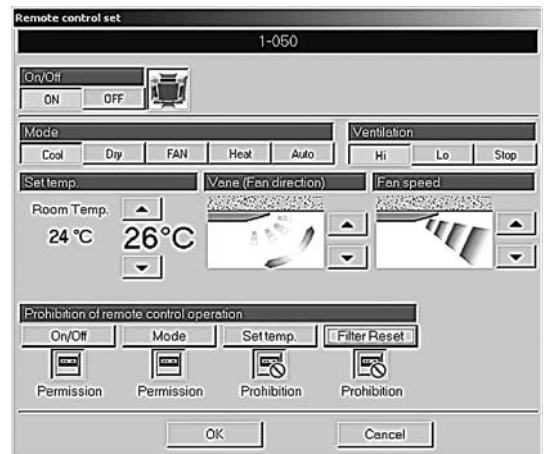 Remote control set
1-050
On/Off
ON OFF
Mode
Cool Dry FAN Heat Auto
Ventilation
Hi Lo Stop
Set temp.
Room Temp.
24 °C
26°C
Vane (Fan direction)
Fan speed
Prohibition of remote control operation
On/Off Mode Set temp. Filter Reset
Permission Permission Prohibition Prohibition
OK Cancel